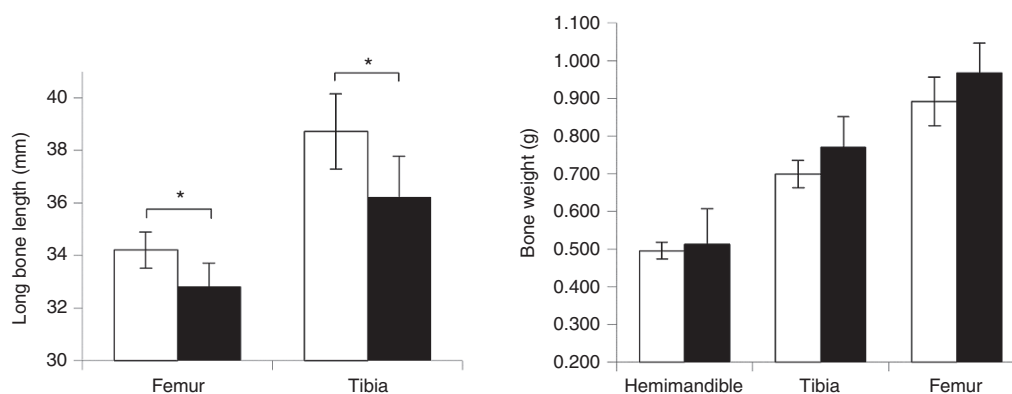 Long bone length (mm)
40
38
36
34
32
30
*
*
Femur
Tibia
Bone weight (g)
1.100
1.000
0.900
0.800
0.700
0.600
0.500
0.400
0.300
0.200
Hemimandible
Tibia
Femur